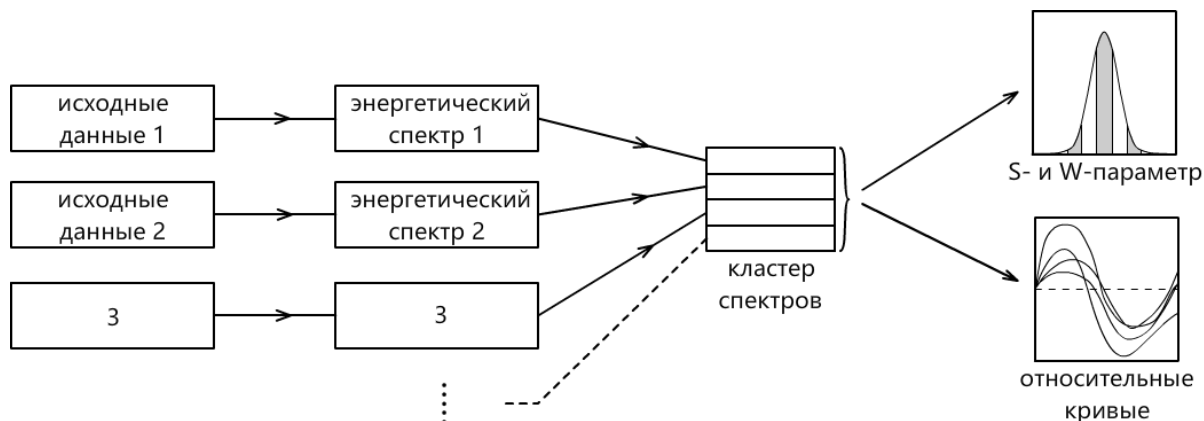 исходные
данные 1
энергетический
спектр 1
исходные
данные 2
энергетический
спектр 2
3
3
кластер
спектров
S- и W-параметр
относительные
кривые